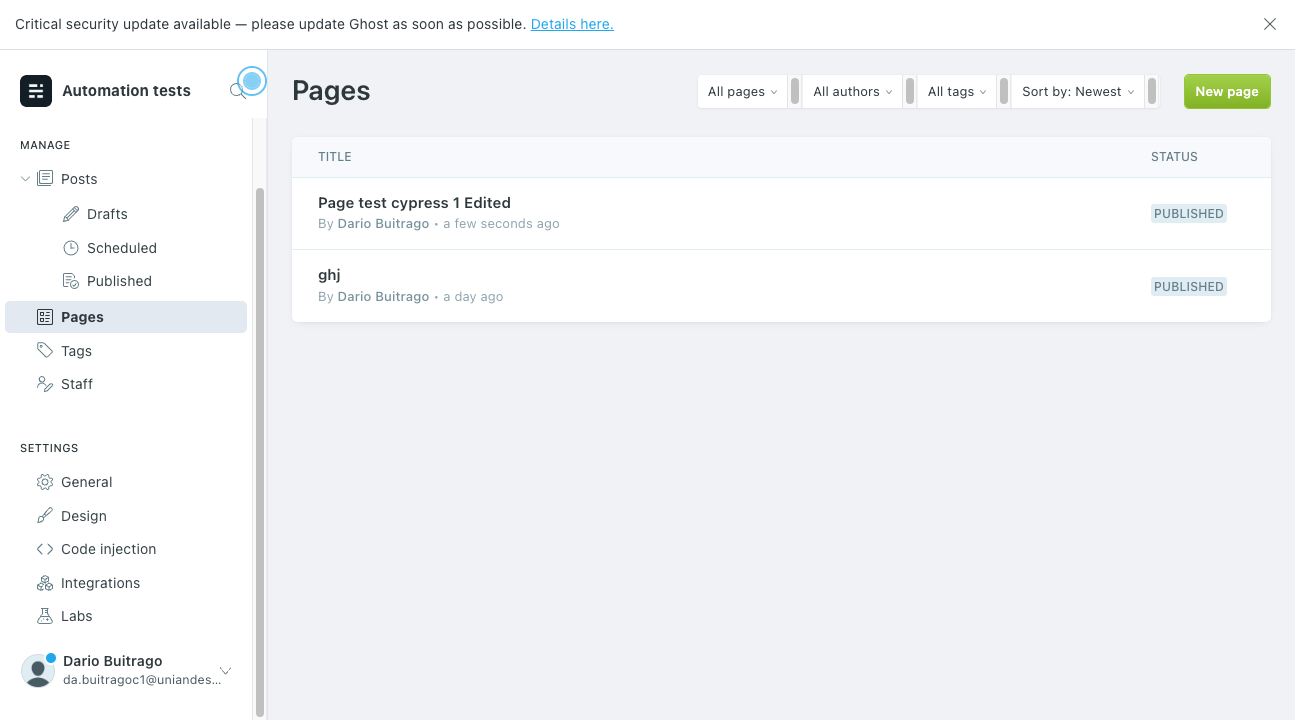 Critical security update available — please update Ghost as soon as possible. Details here.
Automation tests
MANAGE
Posts
Drafts
Scheduled
Published
Pages
Tags
Staff
SETTINGS
General
Design
Code injection
Integrations
Labs
Dario Buitrago
da.buitragoc1@uniandes...
Pages
All pages
All authors
All tags
Sort by: Newest
New page
TITLE STATUS
Page test cypress 1 Edited
By Dario Buitrago • a few seconds ago
PUBLISHED
ghj
By Dario Buitrago • a day ago
PUBLISHED